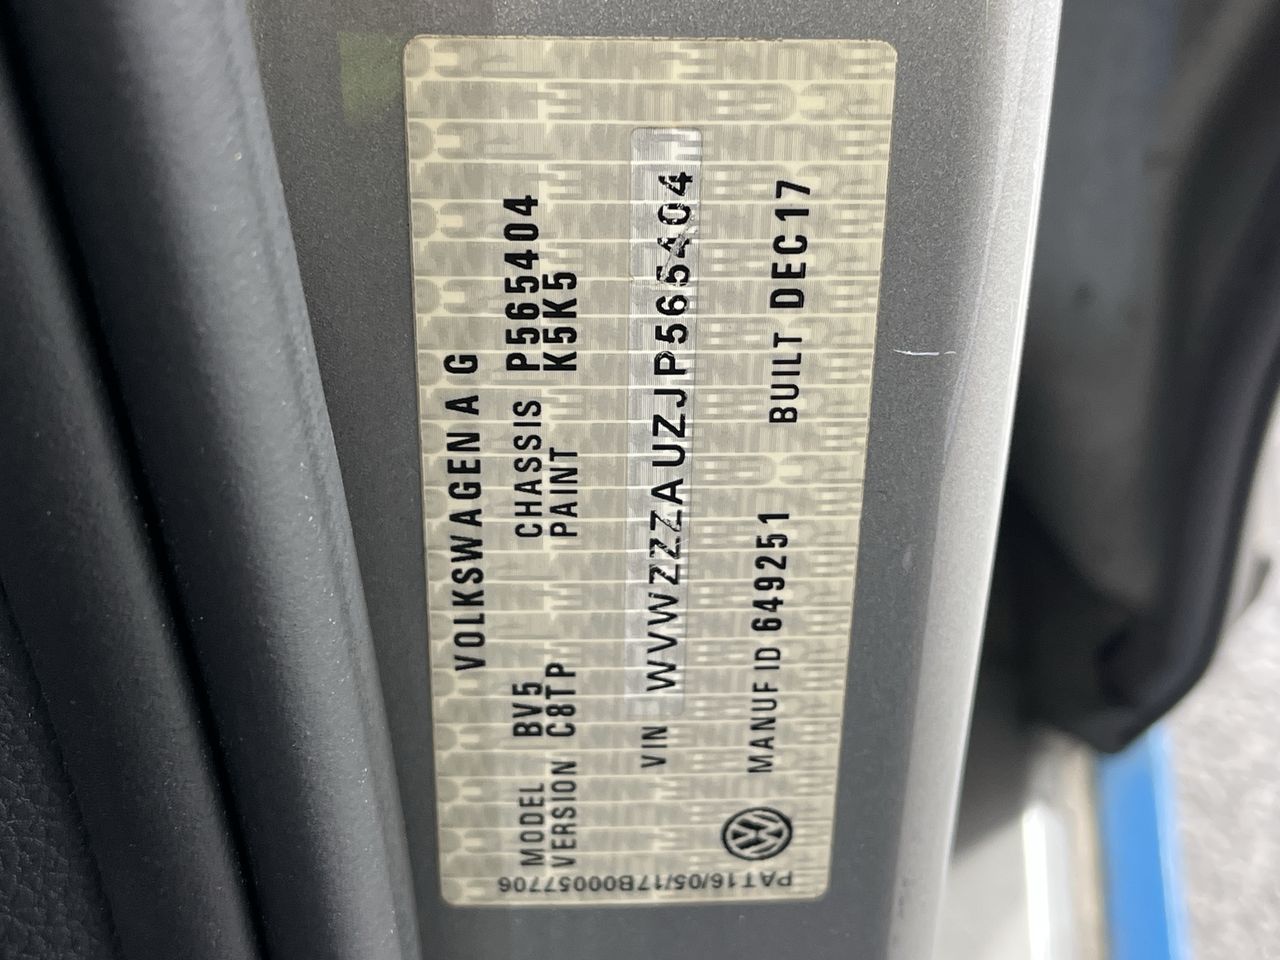 VOLKSWAGEN A G
MODEL BV5 CHASSIS P565404
VERSION C8TP PAINT K5K5
VIN WVWZZZAUZJP565404
MANUF ID 649251 BUILT DEC17
PAT16/05/17B00057706